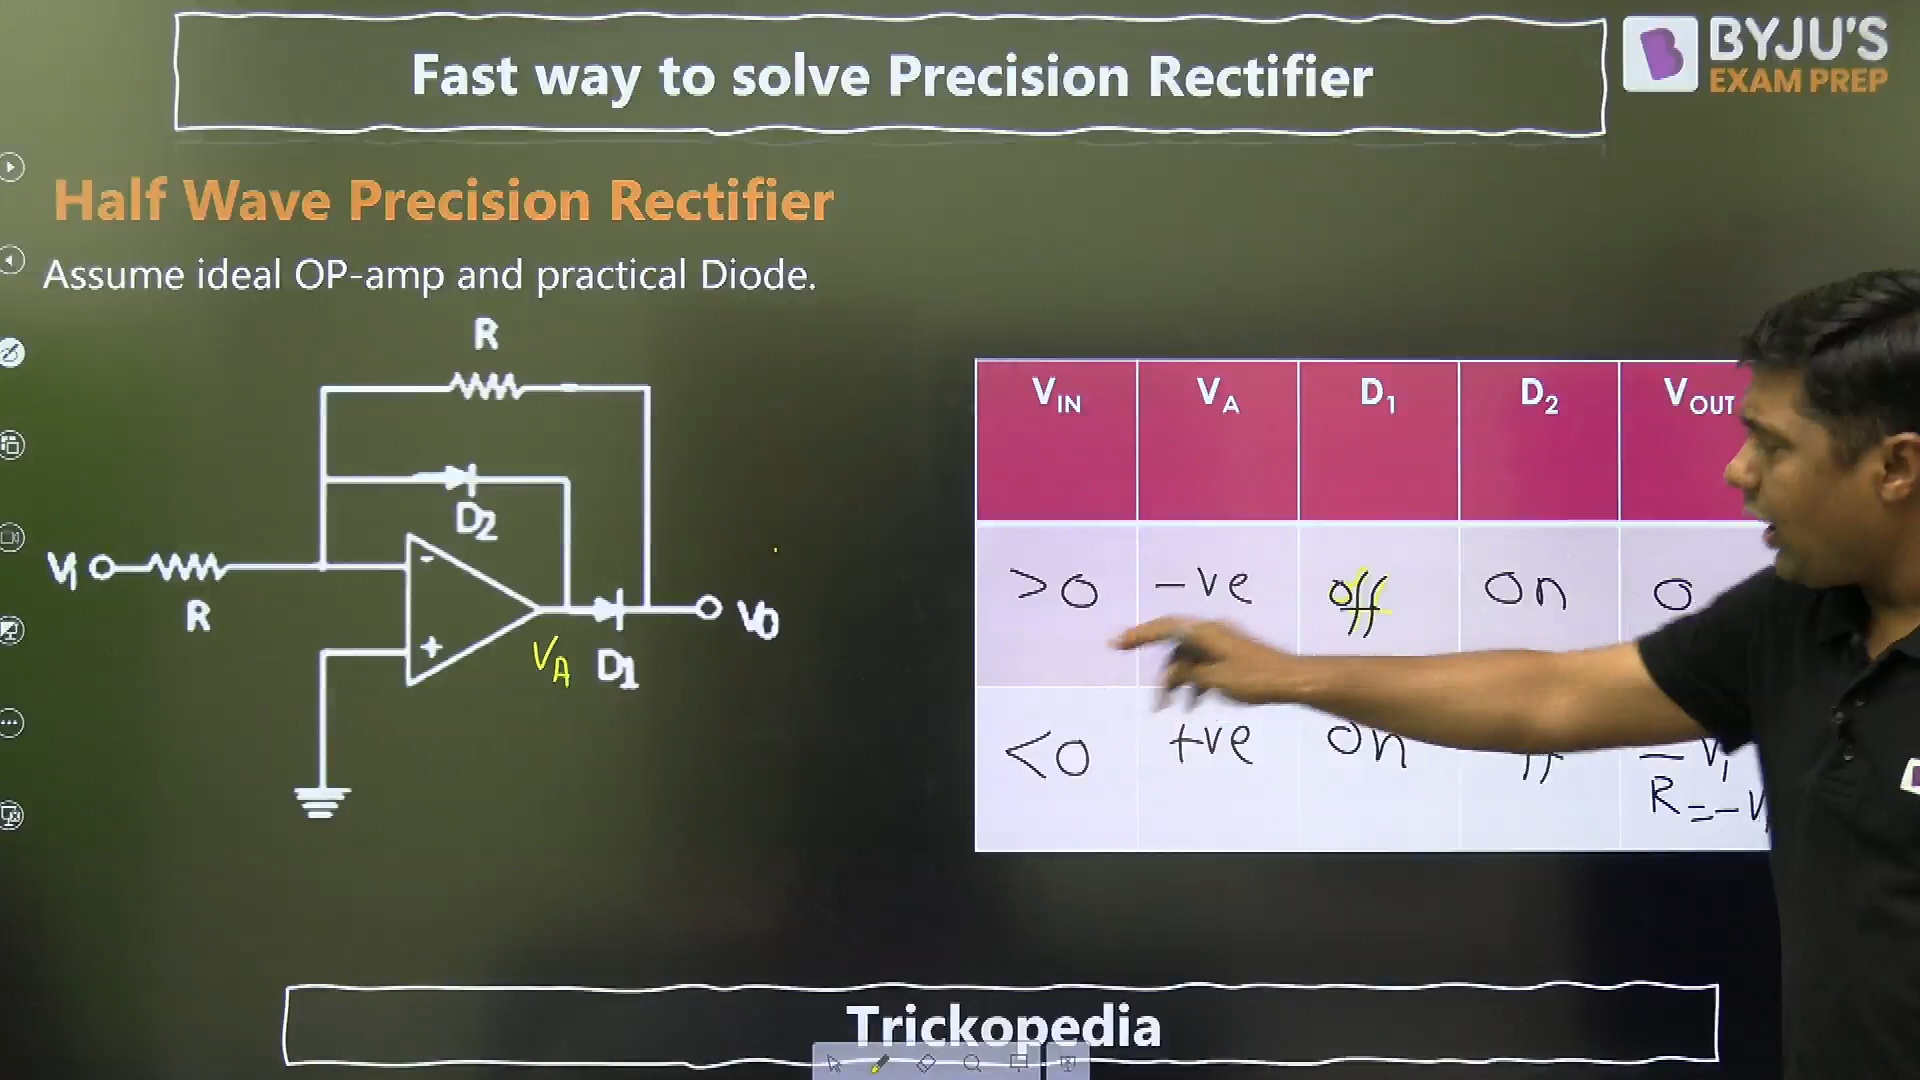 Fast way to solve Precision Rectifier
BYJU'S
EXAM PREP
Half Wave Precision Rectifier
Assume ideal OP-amp and practical Diode.
R
D2
Vi
R
-
+
VA
D1
Vo
VIN VA D1 D2 VOUT
>0 -ve off on 0
<0 +ve on
R = -V
Trickopedia